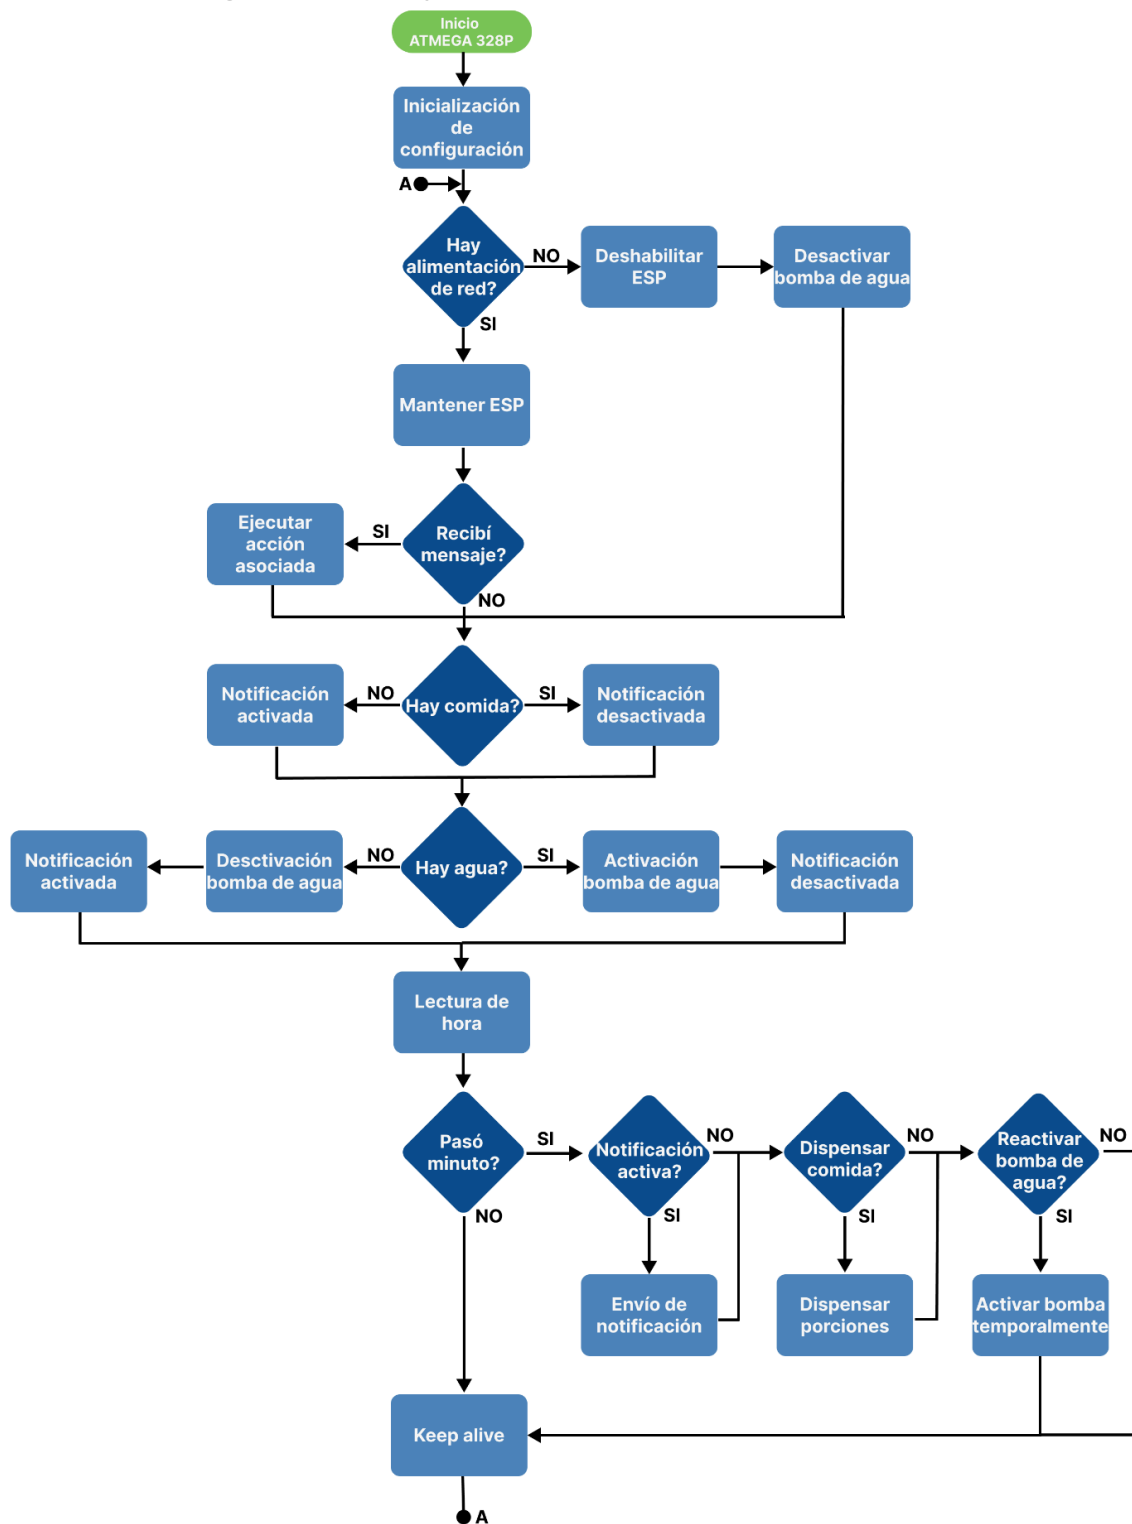 Inicio
ATMEGA 328P
Inicialización
de
configuración
A
Hay
alimentación
de red?
NO
Deshabilitar
ESP
Desactivar
bomba de agua
SI
Mantener ESP
Recibí
mensaje?
SI
Ejecutar
acción
asociada
NO
Hay comida?
NO
Notificación
activada
SI
Notificación
desactivada
Hay agua?
NO
Desctivación
bomba de agua
Notificación
activada
SI
Activación
bomba de agua
Notificación
desactivada
Lectura de
hora
Pasó
minuto?
SI
Notificación
activa?
NO
Dispensar
comida?
NO
Reactivar
bomba de
agua?
NO
NO
SI
SI
SI
Envío de
notificación
Dispensar
porciones
Activar bomba
temporalmente
Keep alive
A